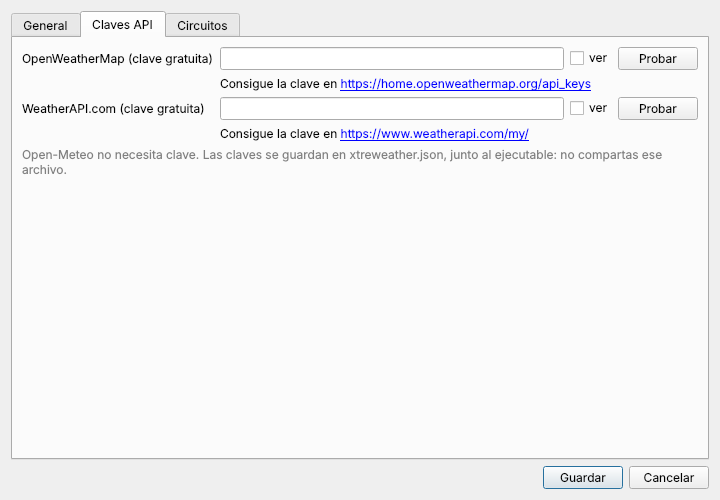 General Claves API Circuitos
OpenWeatherMap (clave gratuita) ver Probar
Consigue la clave en https://home.openweathermap.org/api_keys
WeatherAPI.com (clave gratuita) ver Probar
Consigue la clave en https://www.weatherapi.com/my/
Open-Meteo no necesita clave. Las claves se guardan en xtreweather.json, junto al ejecutable: no compartas ese
archivo.
Guardar Cancelar